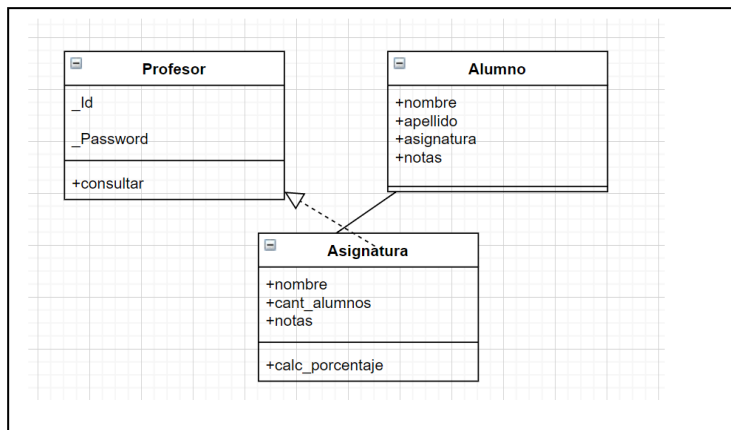 Profesor
_Id
_Password
+consultar
Alumno
+nombre
+apellido
+asignatura
+notas
Asignatura
+nombre
+cant_alumnos
+notas
+calc_porcentaje